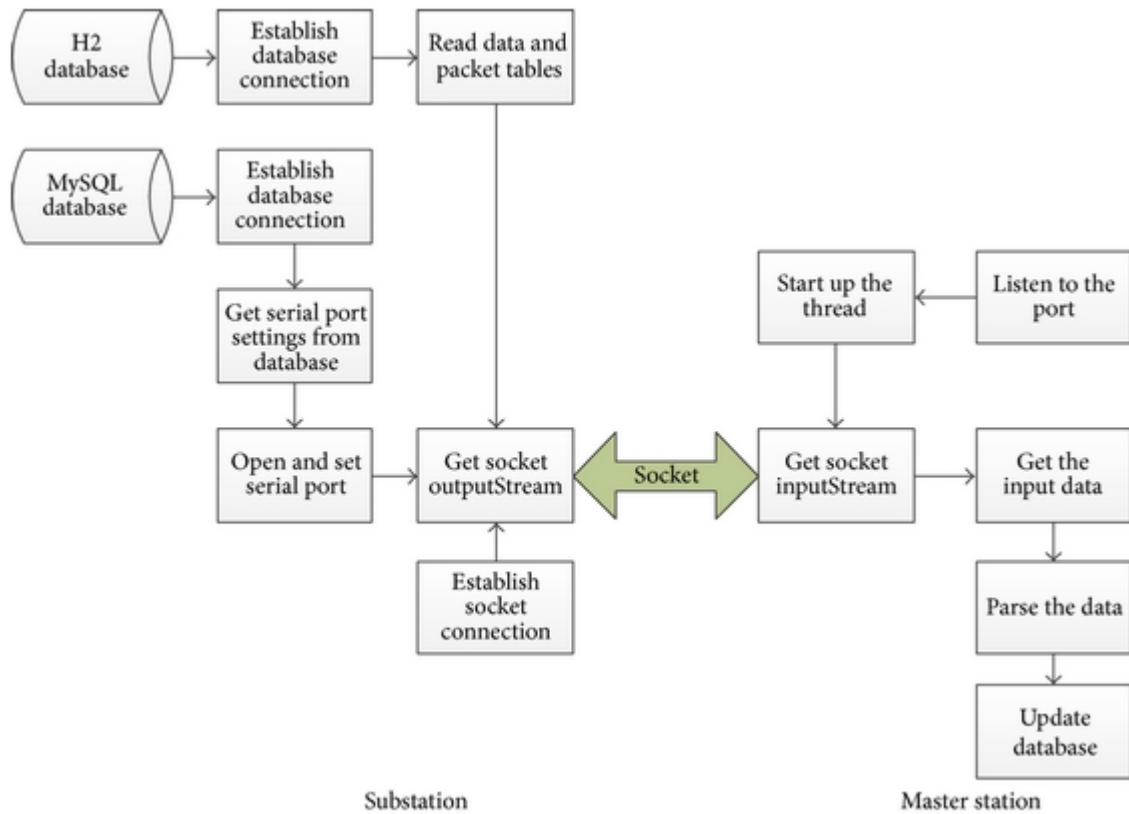 H2
database
Establish
database
connection
Read data and
packet tables
MySQL
database
Establish
database
connection
Get serial port
settings from
database
Start up the
thread
Listen to the
port
Open and set
serial port
Get socket
outputStream
Socket
Get socket
inputStream
Get the
input data
Establish
socket
connection
Parse the data
Update
database
Substation
Master station